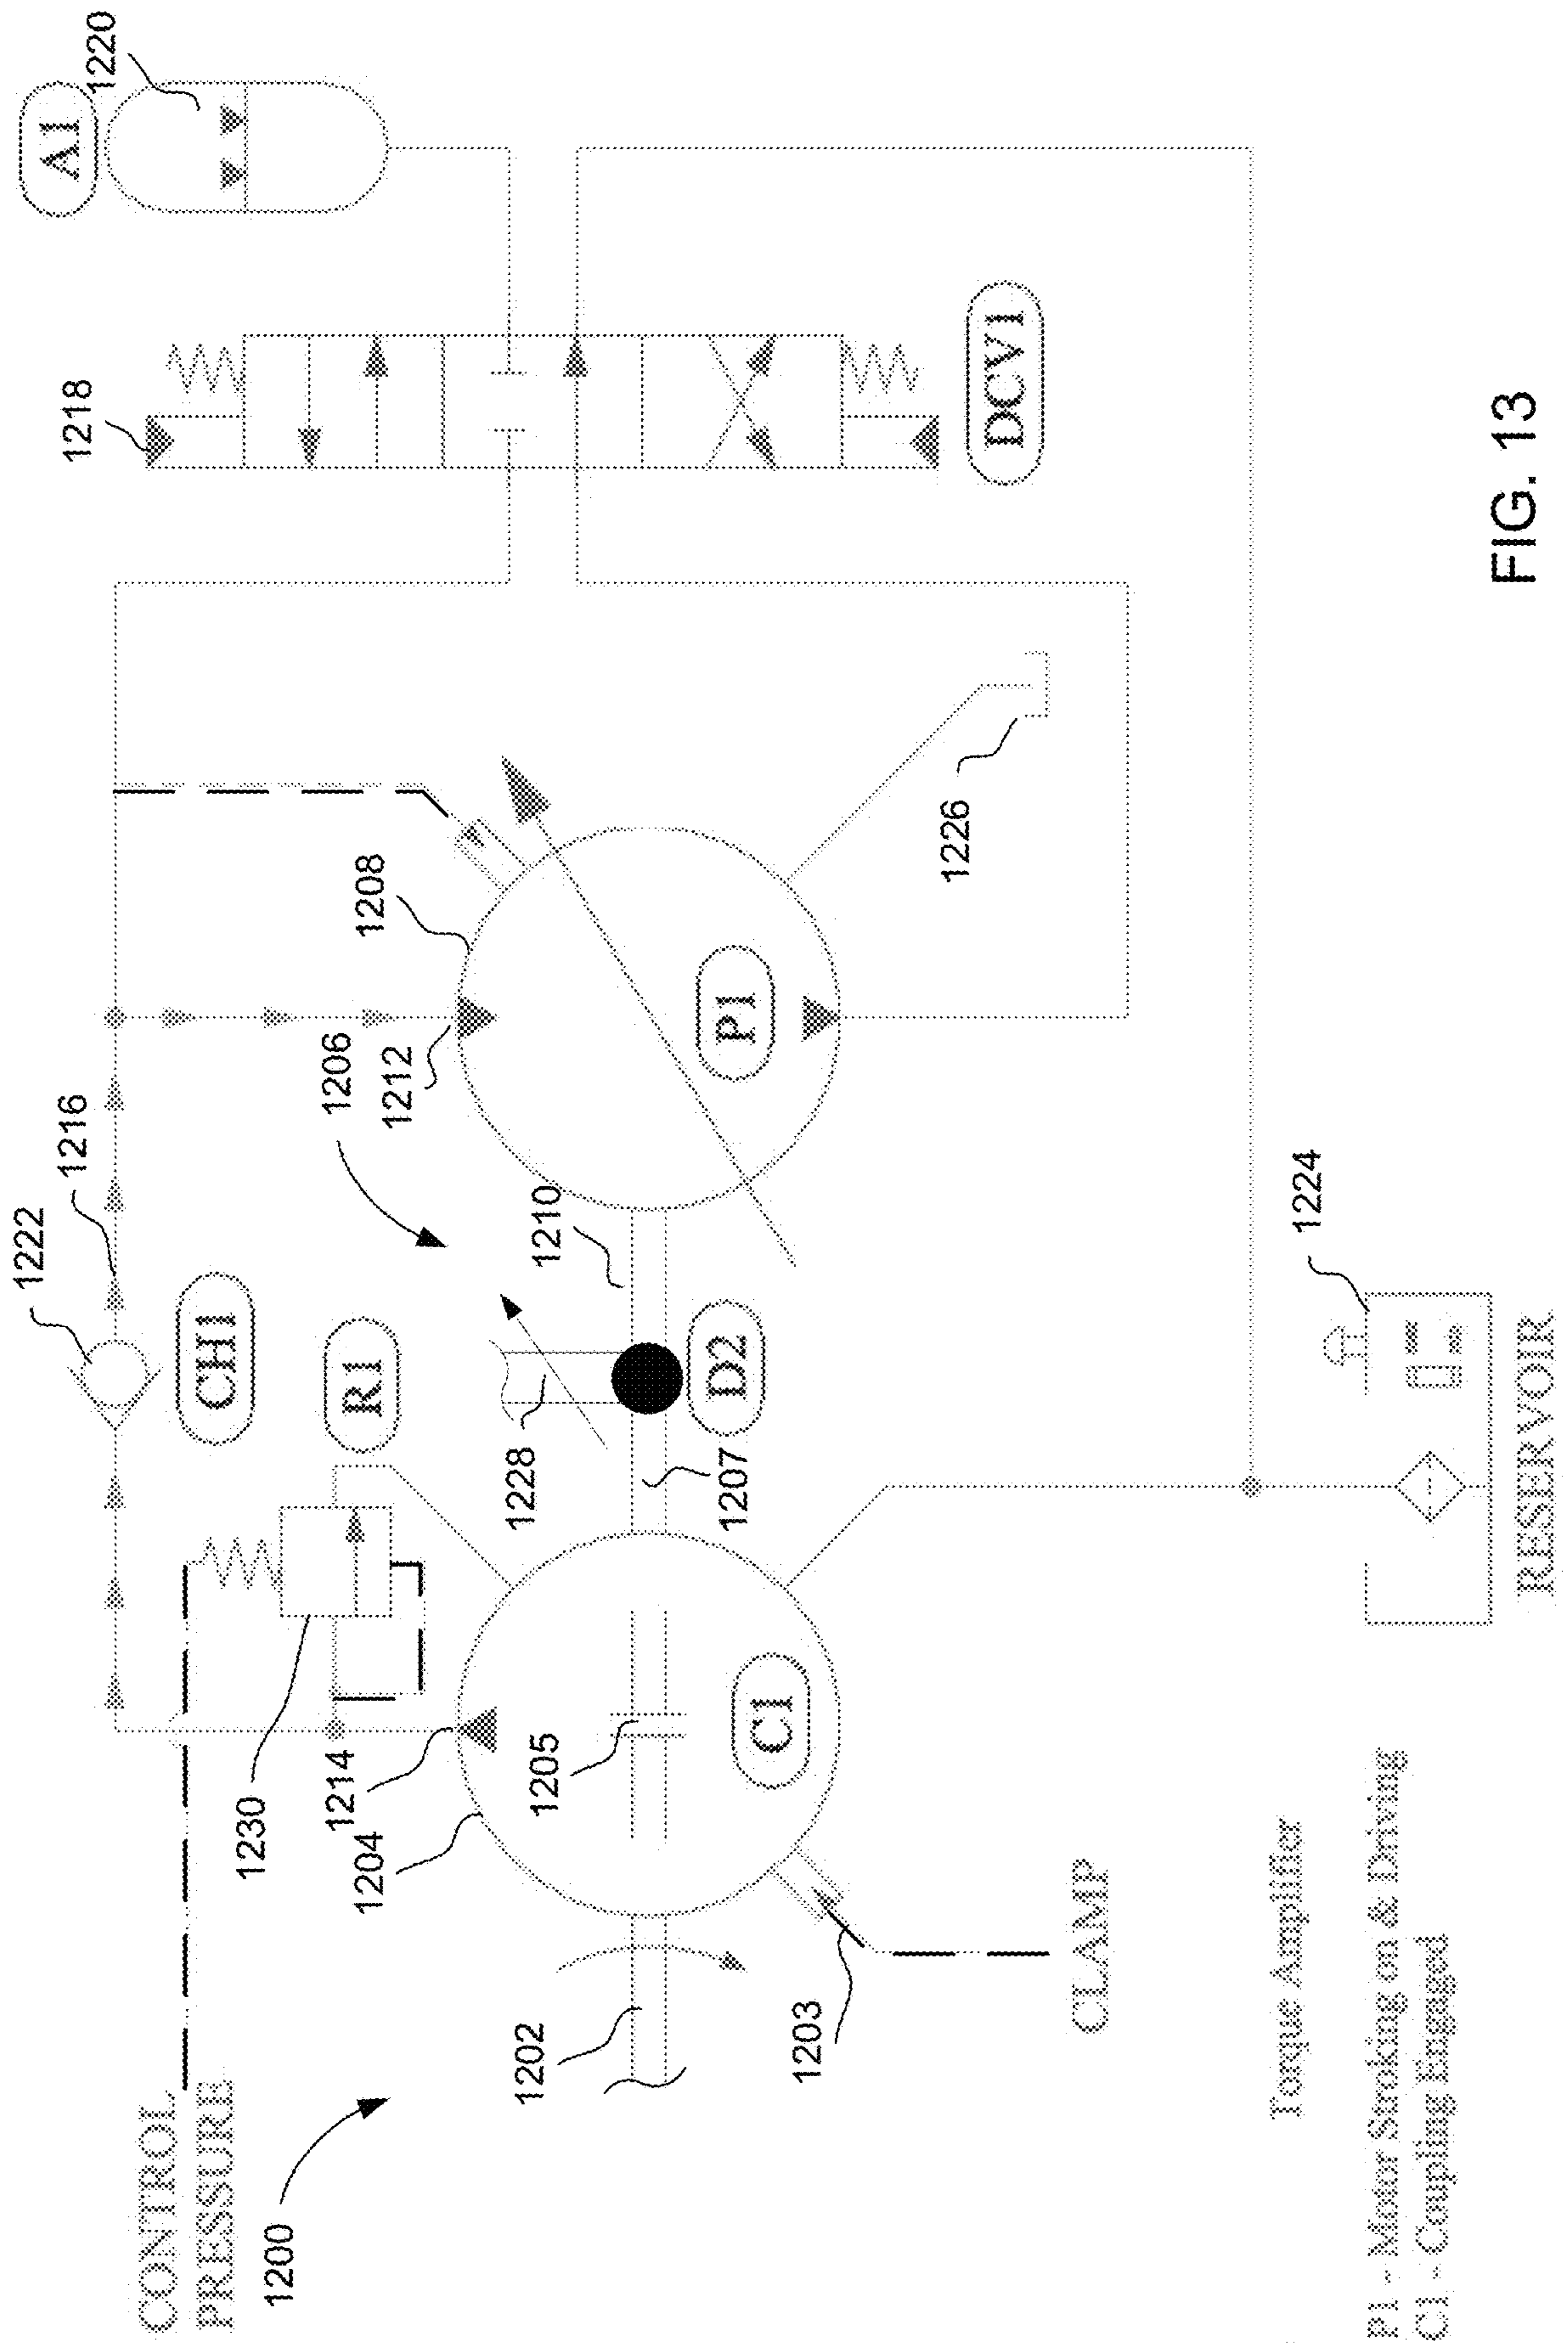 CONTROL
PRESSURE
1200
1230
1214
1204
1202
1203
CLAMP
1205
C1
R1
CH1
1222
1216
1228
1207
D2
1210
1206
1212
1208
P1
1226
1218
DCV1
A1
1220
1224
RESERVOIR
Torque Amplifier
P1 - Motor Stroking on & Driving
C1 - Coupling Engaged
FIG. 13